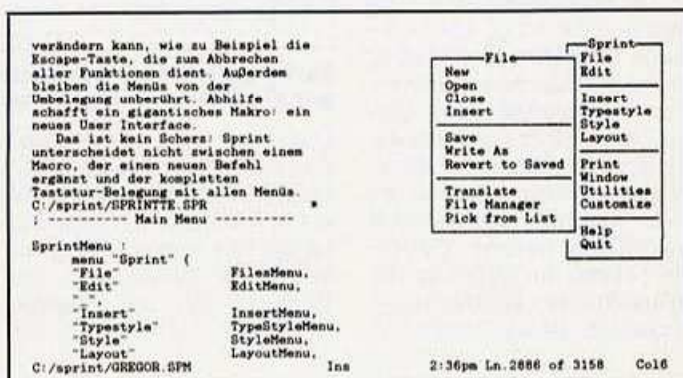 verändern kann, wie zu Beispiel die
Escape-Taste, die zum Abbrechen
aller Funktionen dient. Außerdem
bleiben die Menüs von der
Umbelegung unberührt. Abhilfe
schafft ein gigantisches Makro: ein
neues User Interface.
Das ist kein Scherz: Sprint
unterscheidet nicht zwischen einem
Macro, der einen neuen Befehl
ergänzt und der kompletten
Tastatur-Belegung mit allen Menüs.
C:/sprint/SPRINTTE.SPR *
; ---------- Main Menu ---------
SprintMenu :
menu "Sprint" (
"File" FilesMenu,
"Edit" EditMenu,
"_",
"Insert" InsertMenu,
"Typestyle" TypeStyleMenu,
"Style" StyleMenu,
"Layout" LayoutMenu,
C:/sprint/GREGOR.SPM Ins 2:36pm Ln.2886 of 3158 Col6
File
New
Open
Close
Insert
Save
Write As
Revert to Saved
Translate
File Manager
Pick from List
Sprint
File
Edit
Insert
Typestyle
Style
Layout
Print
Window
Utilities
Customize
Help
Quit